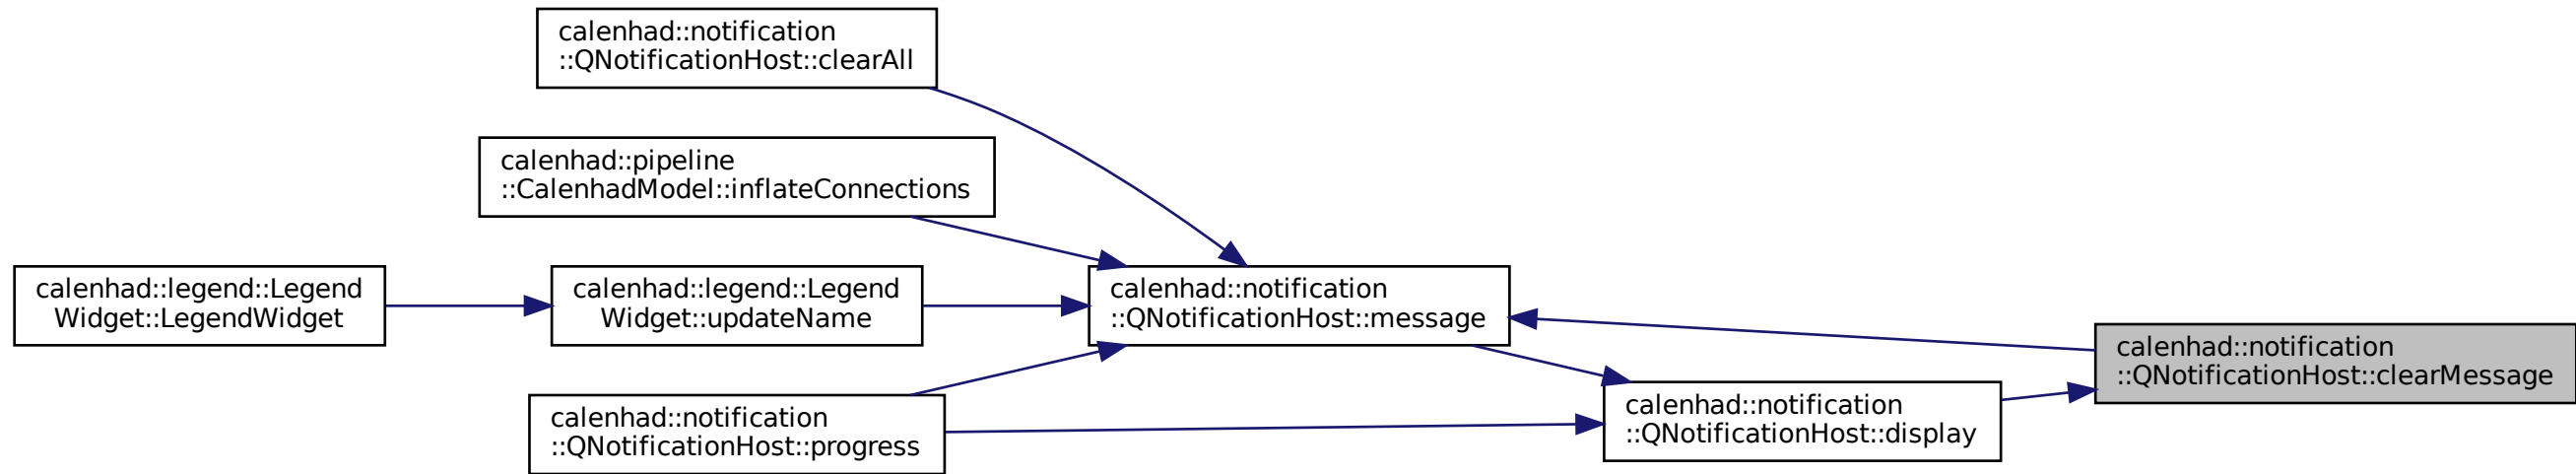 calenhad::notification
::QNotificationHost::clearAll
calenhad::pipeline
::CalenhadModel::inflateConnections
calenhad::legend::Legend
Widget::LegendWidget
calenhad::legend::Legend
Widget::updateName
calenhad::notification
::QNotificationHost::message
calenhad::notification
::QNotificationHost::clearMessage
calenhad::notification
::QNotificationHost::progress
calenhad::notification
::QNotificationHost::display